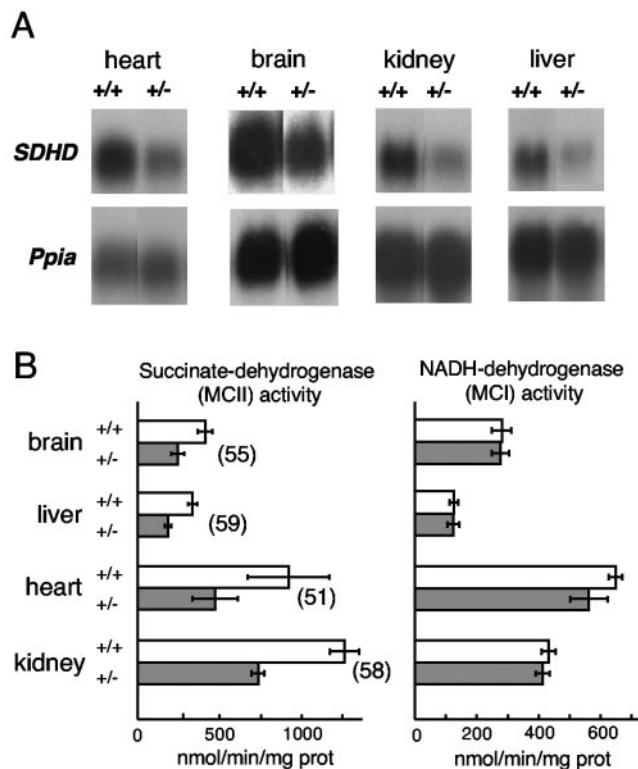 A
heart brain kidney liver
+/+ +/- +/+ +/- +/+ +/- +/+ +/-
SDHD
Ppia
B
Succinate-dehydrogenase (MCII) activity
NADH-dehydrogenase (MCI) activity
brain +/+ +/- (55)
liver +/+ +/- (59)
heart +/+ +/- (51)
kidney +/+ +/- (58)
0 500 1000
0 200 400 600
nmol/min/mg prot
nmol/min/mg prot